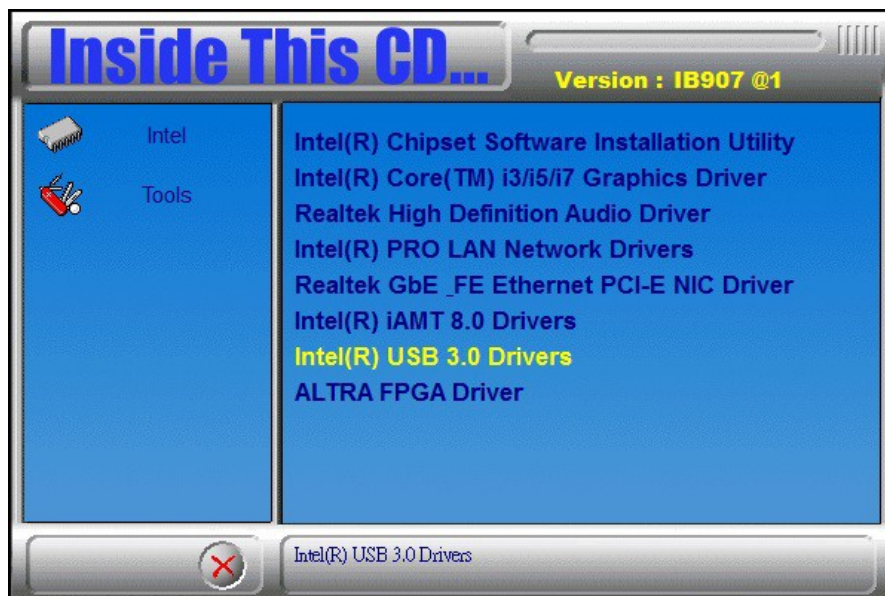 Inside This CD...
Version : IB907 @1
Intel
Tools
Intel(R) Chipset Software Installation Utility
Intel(R) Core(TM) i3/i5/i7 Graphics Driver
Realtek High Definition Audio Driver
Intel(R) PRO LAN Network Drivers
Realtek GbE _FE Ethernet PCI-E NIC Driver
Intel(R) iAMT 8.0 Drivers
Intel(R) USB 3.0 Drivers
ALTRA FPGA Driver
Intel(R) USB 3.0 Drivers